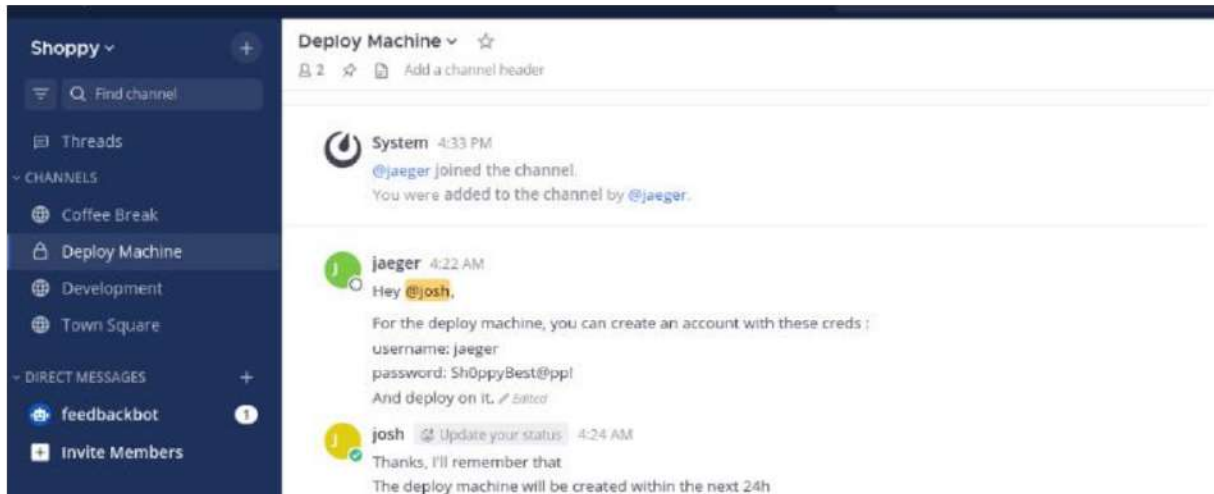 Shoppy
Find channel
Threads
CHANNELS
Coffee Break
Deploy Machine
Development
Town Square
DIRECT MESSAGES
feedbackbot 1
Invite Members
Deploy Machine
2 Add a channel header
System 4:33 PM
@jaeger joined the channel.
You were added to the channel by @jaeger.
J
jaeger 4:22 AM
Hey @josh,
For the deploy machine, you can create an account with these creds :
username: jaeger
password: Sh0ppyBest@pp!
And deploy on it. Edited
J
josh Update your status 4:24 AM
Thanks, I'll remember that
The deploy machine will be created within the next 24h